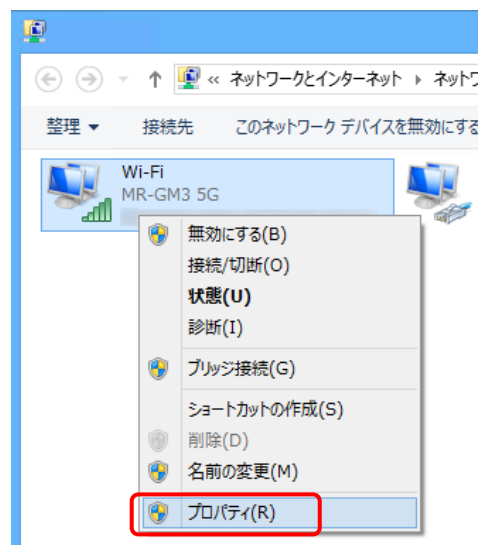 « ネットワークとインターネット ▸ ネットワ
整理 ▼ 接続先 このネットワーク デバイスを無効にする
Wi-Fi
MR-GM3 5G
無効にする(B)
接続/切断(O)
状態(U)
診断(I)
ブリッジ接続(G)
ショートカットの作成(S)
削除(D)
名前の変更(M)
プロパティ(R)